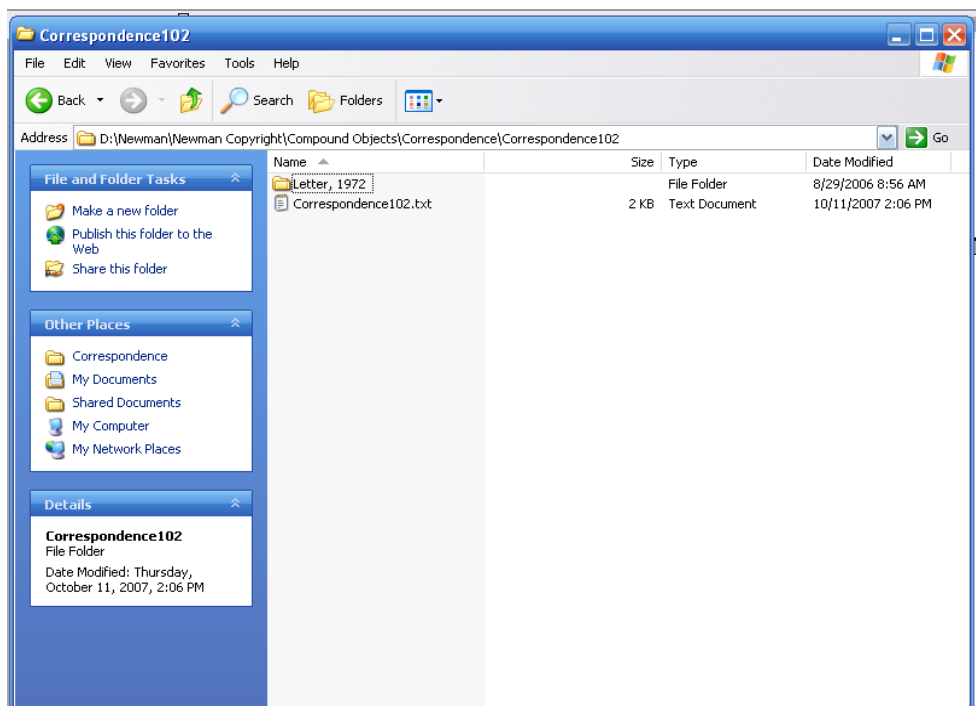 Correspondence102
File Edit View Favorites Tools Help
Back Search Folders
Address D:\Newman\Newman Copyright\Compound Objects\Correspondence\Correspondence102 Go
File and Folder Tasks
Make a new folder
Publish this folder to the
Web
Share this folder
Other Places
Correspondence
My Documents
Shared Documents
My Computer
My Network Places
Details
Correspondence102
File Folder
Date Modified: Thursday,
October 11, 2007, 2:06 PM
Name Size Type Date Modified
Letter, 1972 File Folder 8/29/2006 8:56 AM
Correspondence102.txt 2 KB Text Document 10/11/2007 2:06 PM